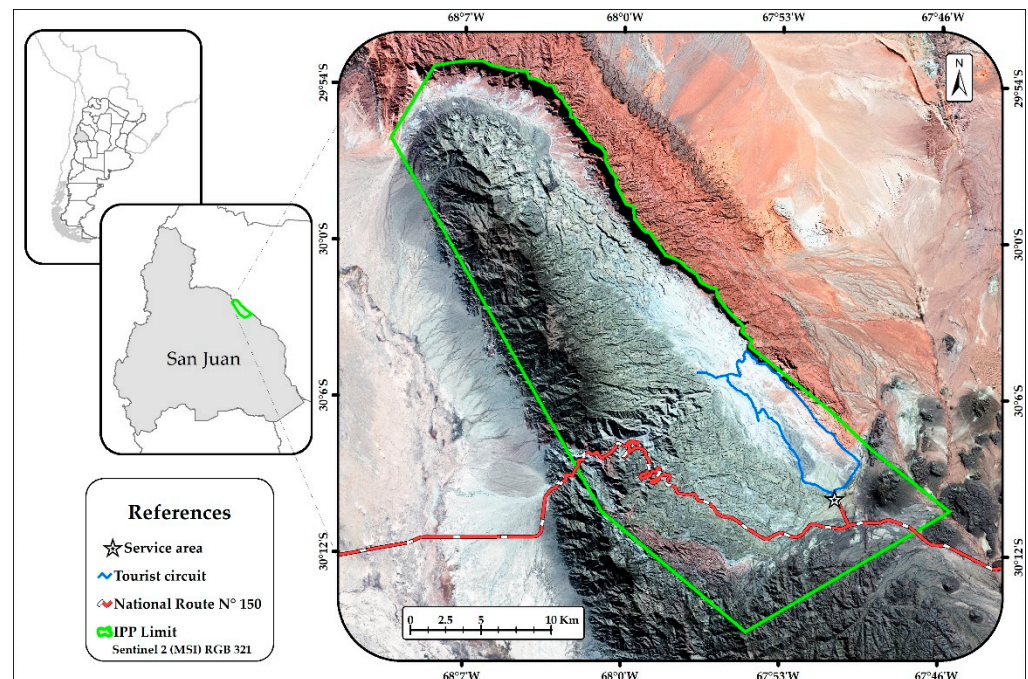 68°7'W 68°0'W 67°53'W 67°46'W
29°54'S
29°54'S
N
30°0'S
30°0'S
San Juan
30°6'S
30°6'S
References
Service area
Tourist circuit
National Route N° 150
IPP Limit
Sentinel 2 (MSI) RGB 321
30°12'S
30°12'S
0 2.5 5 10 Km
68°7'W 68°0'W 67°53'W 67°46'W